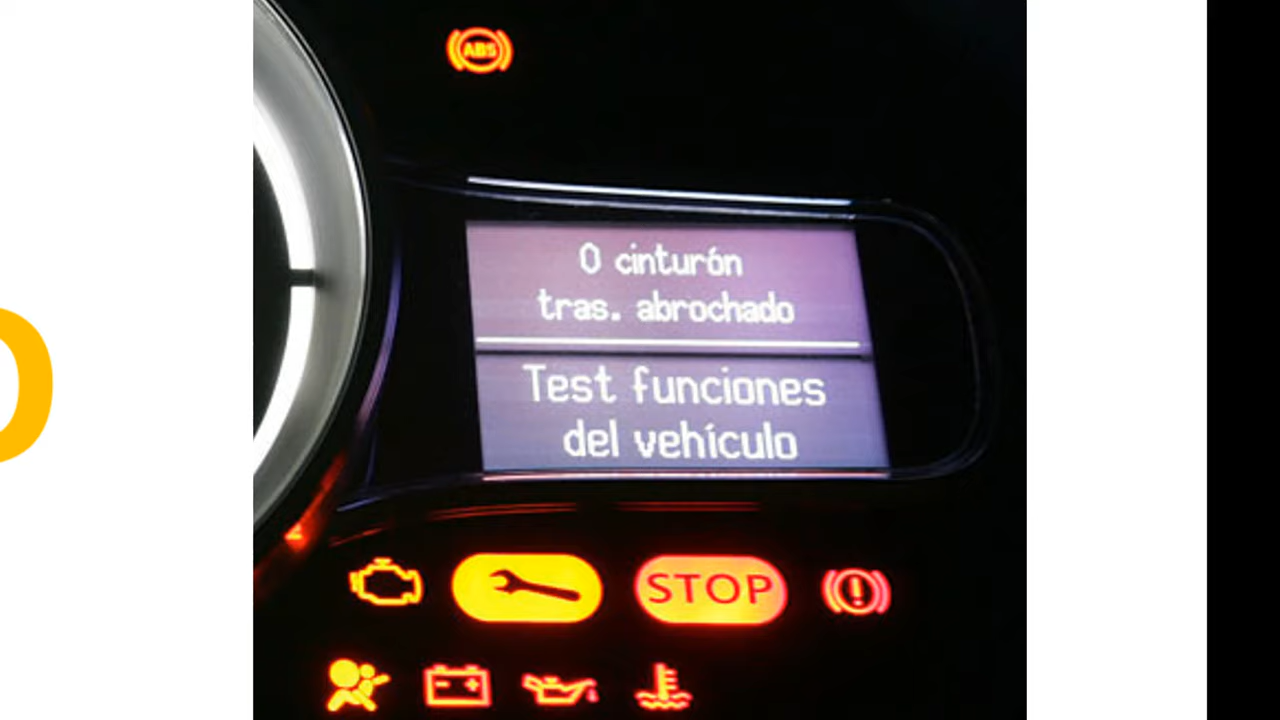 ABS
0 cinturón
tras. abrochado
Test funciones
del vehículo
STOP